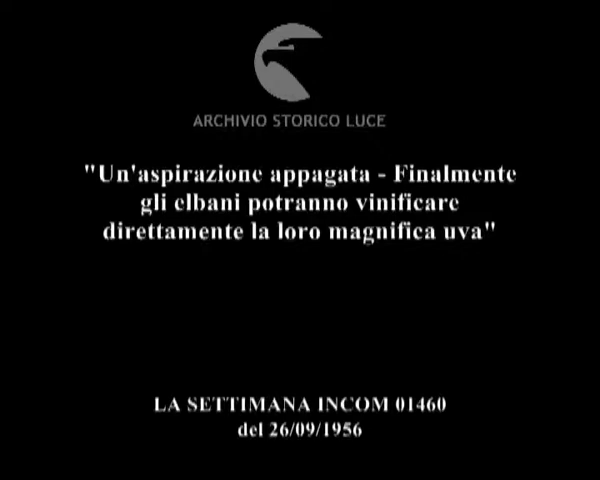 ARCHIVIO STORICO LUCE
"Un'aspirazione appagata - Finalmente
gli elbani potranno vinificare
direttamente la loro magnifica uva"
LA SETTIMANA INCOM 01460
del 26/09/1956